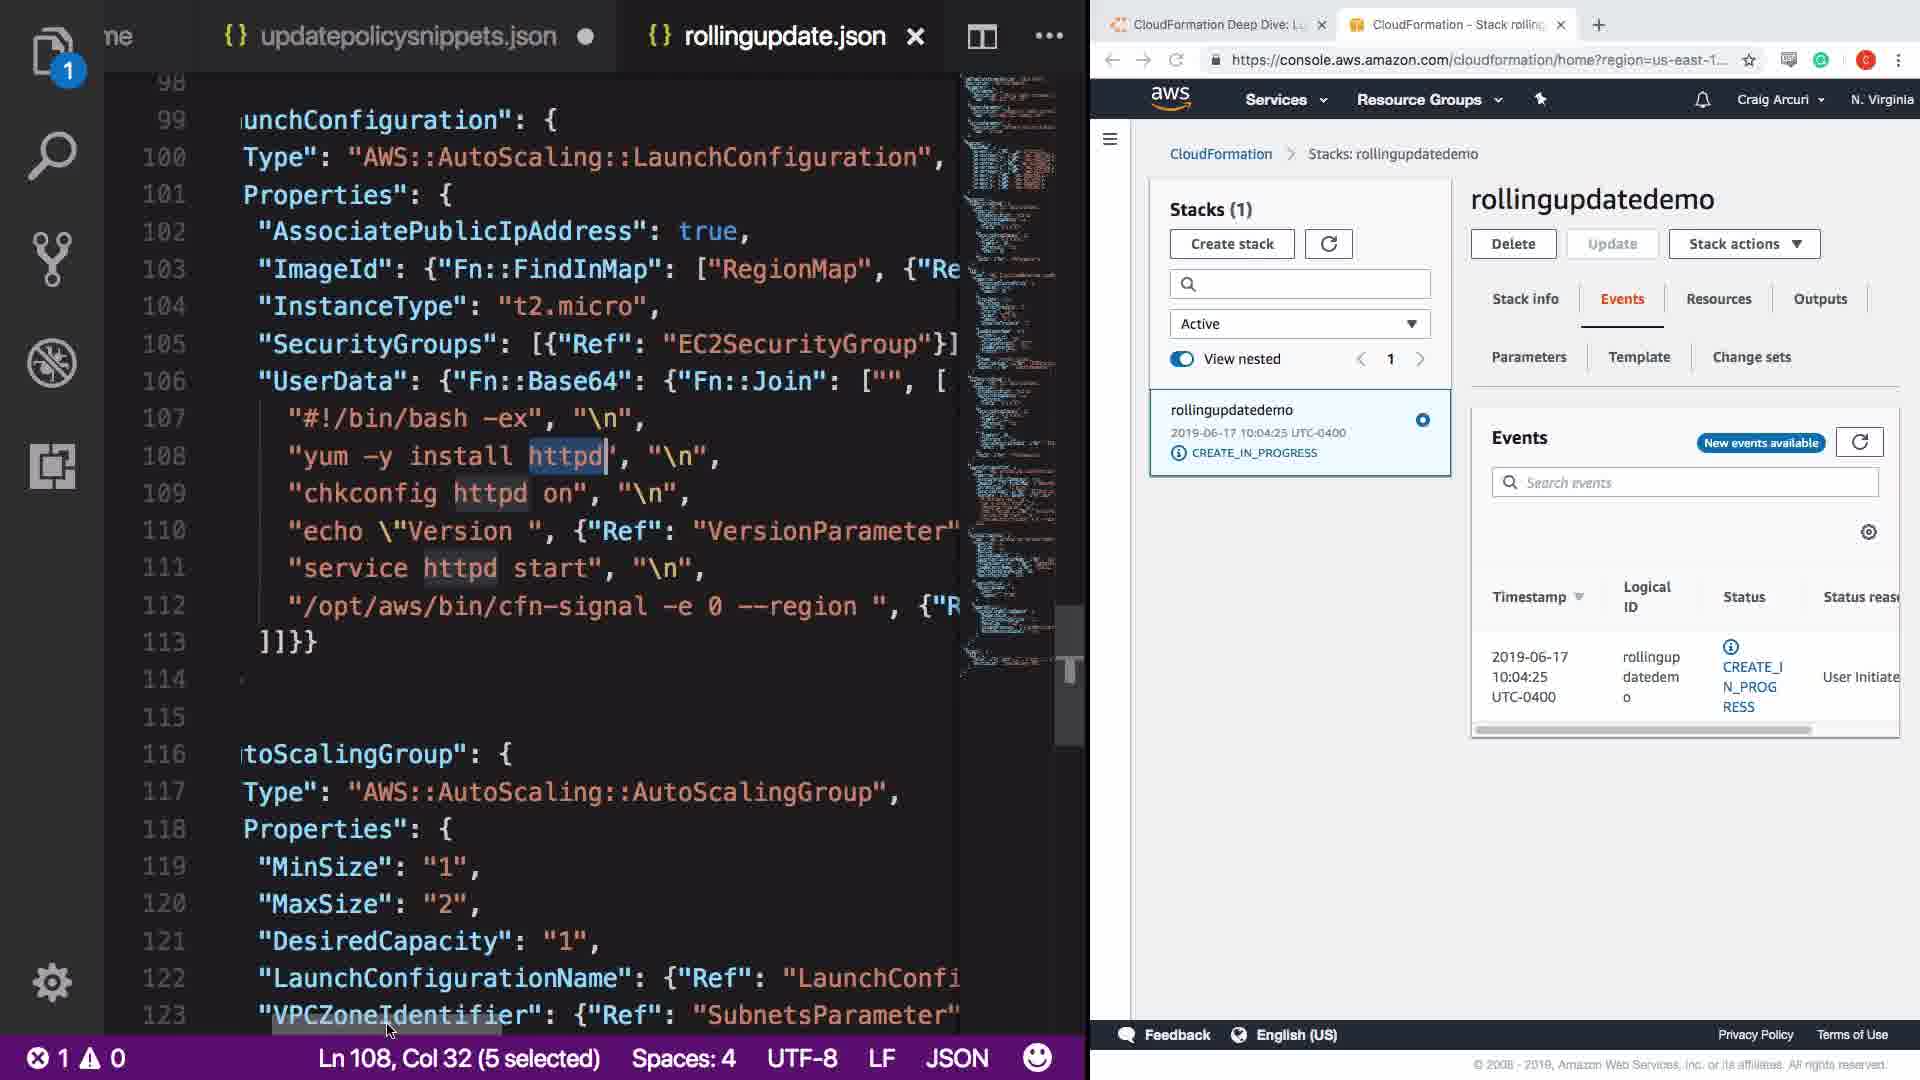 me
{} updatepolicysnippets.json
{} rollingupdate.json
1
98
99 unchConfiguration": {
100 Type": "AWS::AutoScaling::LaunchConfiguration",
101 Properties": {
102 "AssociatePublicIpAddress": true,
103 "ImageId": {"Fn::FindInMap": ["RegionMap", {"Re
104 "InstanceType": "t2.micro",
105 "SecurityGroups": [{"Ref": "EC2SecurityGroup"}]
106 "UserData": {"Fn::Base64": {"Fn::Join": ["", [
107 "#!/bin/bash -ex", "\n",
108 "yum -y install httpd", "\n",
109 "chkconfig httpd on", "\n",
110 "echo \"Version ", {"Ref": "VersionParameter"
111 "service httpd start", "\n",
112 "/opt/aws/bin/cfn-signal -e 0 --region ", {"R
113 ]]}}
114
115
116 utoScalingGroup": {
117 Type": "AWS::AutoScaling::AutoScalingGroup",
118 Properties": {
119 "MinSize": "1",
120 "MaxSize": "2",
121 "DesiredCapacity": "1",
122 "LaunchConfigurationName": {"Ref": "LaunchConfi
123 "VPCZoneIdentifier": {"Ref": "SubnetsParameter"
1 0 Ln 108, Col 32 (5 selected) Spaces: 4 UTF-8 LF JSON
CloudFormation Deep Dive: L
CloudFormation - Stack rolling
https://console.aws.amazon.com/cloudformation/home?region=us-east-1...
C
aws Services Resource Groups Craig Arcuri N. Virginia
CloudFormation > Stacks: rollingupdatedemo
Stacks (1)
Create stack
Active
View nested
1
rollingupdatedemo
2019-06-17 10:04:25 UTC-0400
CREATE_IN_PROGRESS
rollingupdatedemo
Delete Update Stack actions
Stack info Events Resources Outputs
Parameters Template Change sets
Events New events available
Search events
Timestamp Logical ID Status Status reas
2019-06-17
10:04:25
UTC-0400
rollingup
datedem
o
CREATE_I
N_PROG
RESS
User Initiate
Feedback English (US) Privacy Policy Terms of Use
© 2008 - 2019, Amazon Web Services, Inc. or its affiliates. All rights reserved.